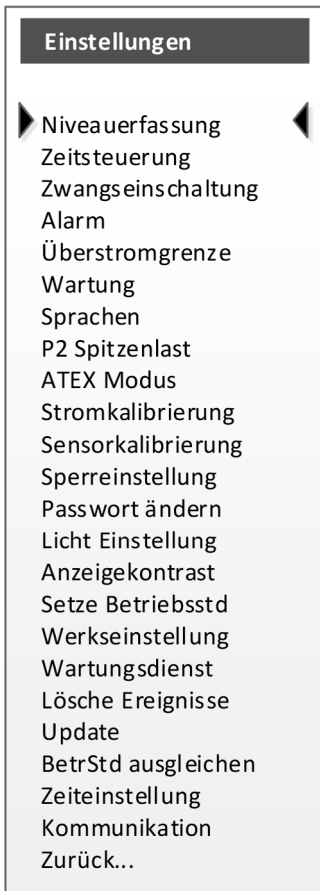 Einstellungen
Niveauerfassung
Zeitsteuerung
Zwangseinschaltung
Alarm
Überstromgrenze
Wartung
Sprachen
P2 Spitzenlast
ATEX Modus
Stromkalibrierung
Sensorkalibrierung
Sperreinstellung
Passwort ändern
Licht Einstellung
Anzeigekontrast
Setze Betriebsstd
Werkseinstellung
Wartungsdienst
Lösche Ereignisse
Update
BetrStd ausgleichen
Zeiteinstellung
Kommunikation
Zurück...